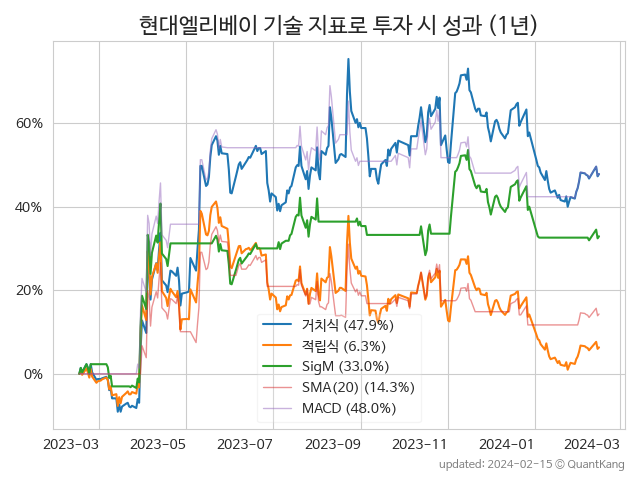 현대엘리베이 기술 지표로 투자 시 성과 (1년)
60%
40%
20%
0%
거치식 (47.9%)
적립식 (6.3%)
SigM (33.0%)
SMA(20) (14.3%)
MACD (48.0%)
2023-03 2023-05 2023-07 2023-09 2023-11 2024-01 2024-03
updated: 2024-02-15 ⓒ QuantKang